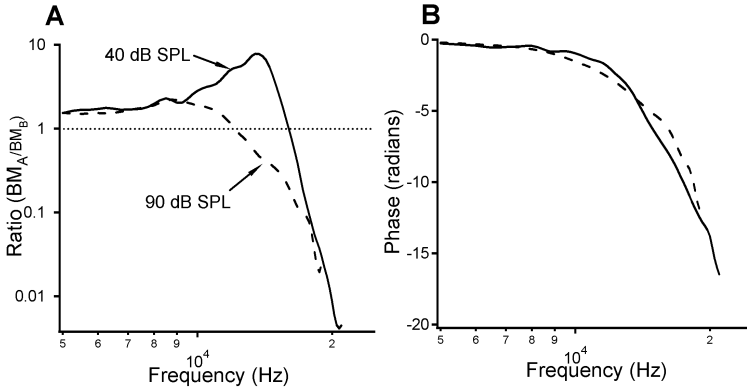 A
10
1
0.1
0.01
Ratio (BM_A/BM_B)
40 dB SPL
90 dB SPL
5 6 7 8 9 10^4 2
Frequency (Hz)
B
0
-5
-10
-15
-20
Phase (radians)
5 6 7 8 9 10^4 2
Frequency (Hz)